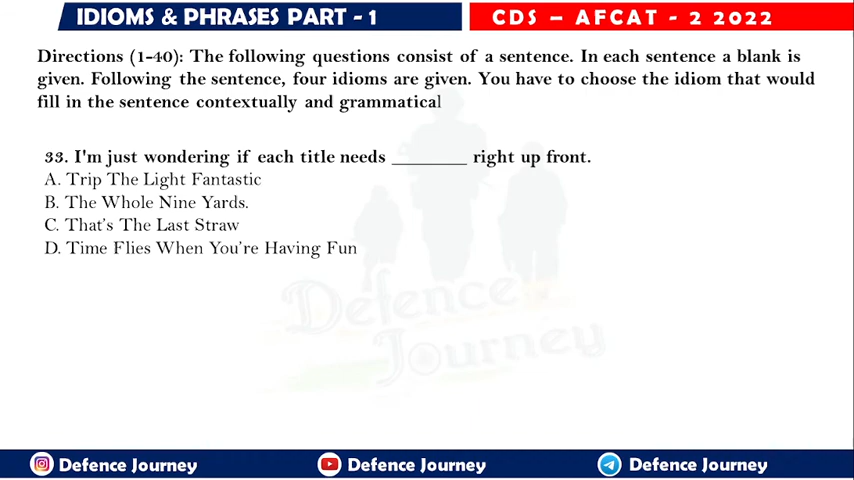 IDIOMS & PHRASES PART - 1
CDS – AFCAT - 2 2022
Directions (1-40): The following questions consist of a sentence. In each sentence a blank is
given. Following the sentence, four idioms are given. You have to choose the idiom that would
fill in the sentence contextually and grammatical
33. I'm just wondering if each title needs ________ right up front.
A. Trip The Light Fantastic
B. The Whole Nine Yards.
C. That's The Last Straw
D. Time Flies When You're Having Fun
Defence
Journey
Defence Journey
Defence Journey
Defence Journey